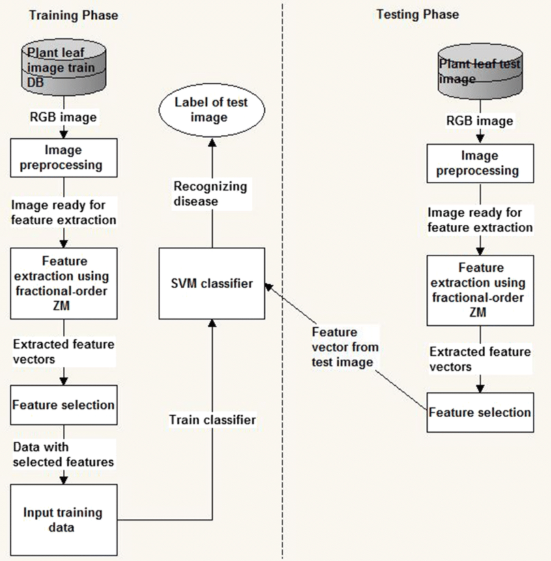 Training Phase
Testing Phase
Plant leaf
image train
DB
RGB image
Image
preprocessing
Image ready for
feature extraction
Feature
extraction using
fractional-order
ZM
Extracted feature
vectors
Feature selection
Data with
selected features
Input training
data
Label of test
image
Recognizing
disease
SVM classifier
Train classifier
Plant leaf test
image
RGB image
Image
preprocessing
Image ready for
feature extraction
Feature
extraction using
fractional-order
ZM
Extracted feature
vectors
Feature selection
Feature
vector from
test image